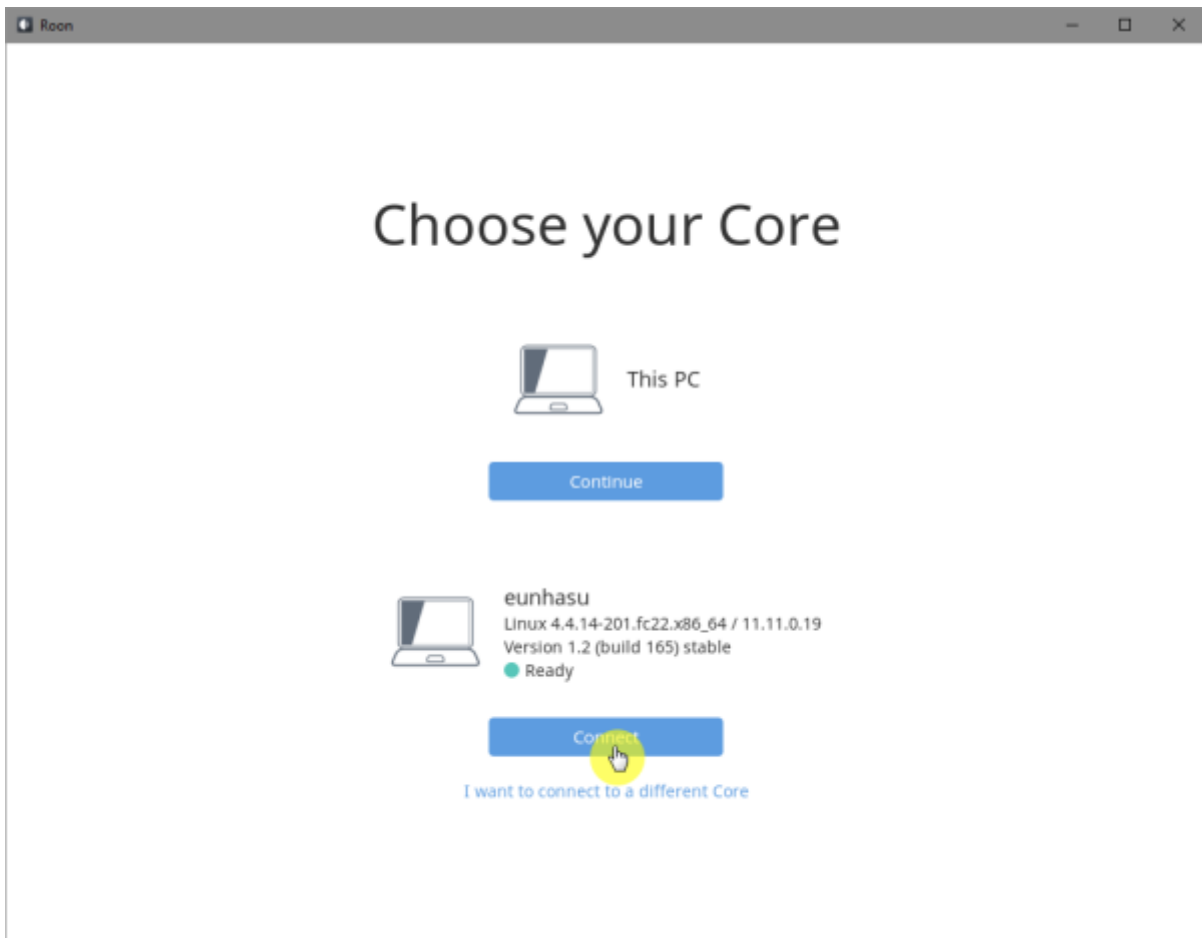 Roon
Choose your Core
This PC
Continue
eunhasu
Linux 4.4.14-201.fc22.x86_64 / 11.11.0.19
Version 1.2 (build 165) stable
Ready
Connect
I want to connect to a different Core